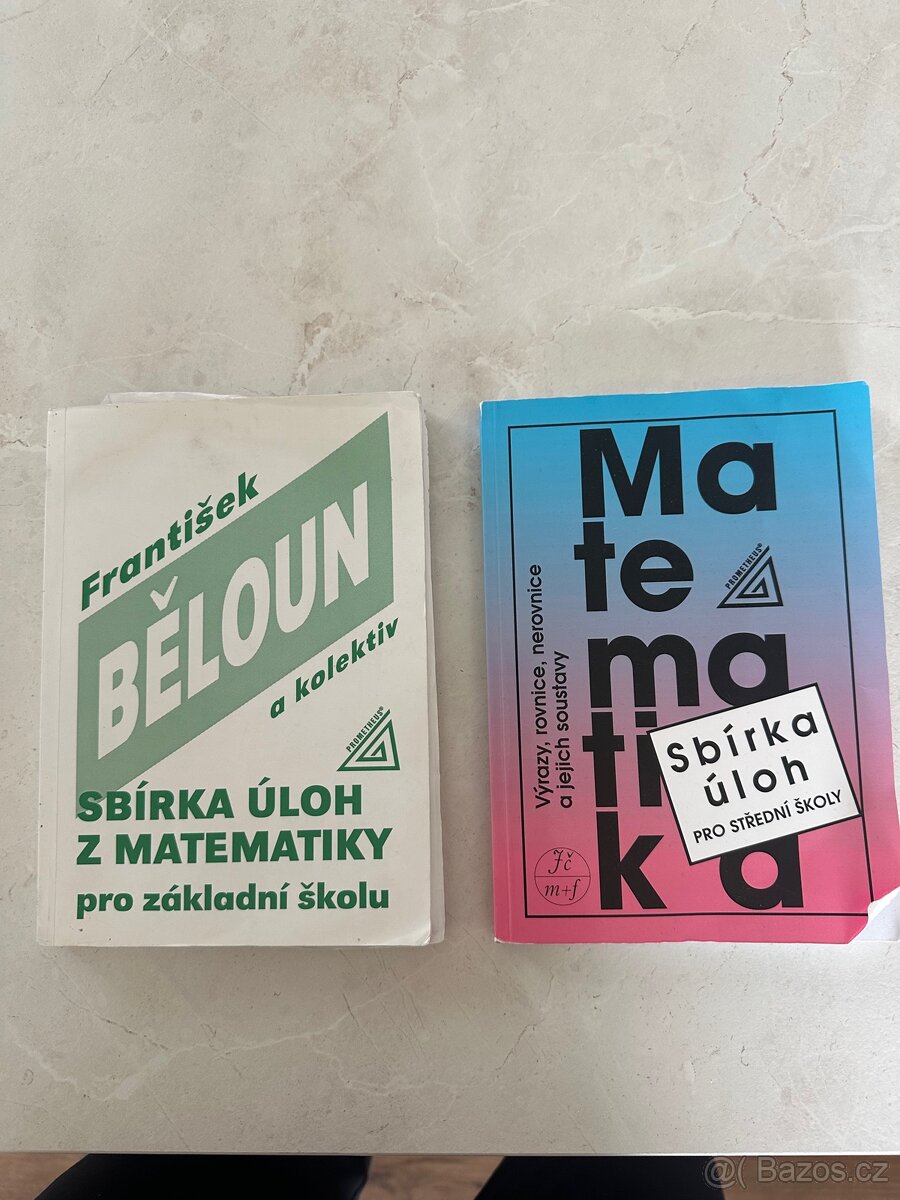 František
BĚLOUN
a kolektiv
PROMETHEUS®
SBÍRKA ÚLOH
Z MATEMATIKY
pro základní školu
Ma
te
ma
ti
ka
Výrazy, rovnice, nerovnice
a jejich soustavy
PROMETHEUS®
Sbírka
úloh
PRO STŘEDNÍ ŠKOLY
Jč
m+f
@( Bazos.cz